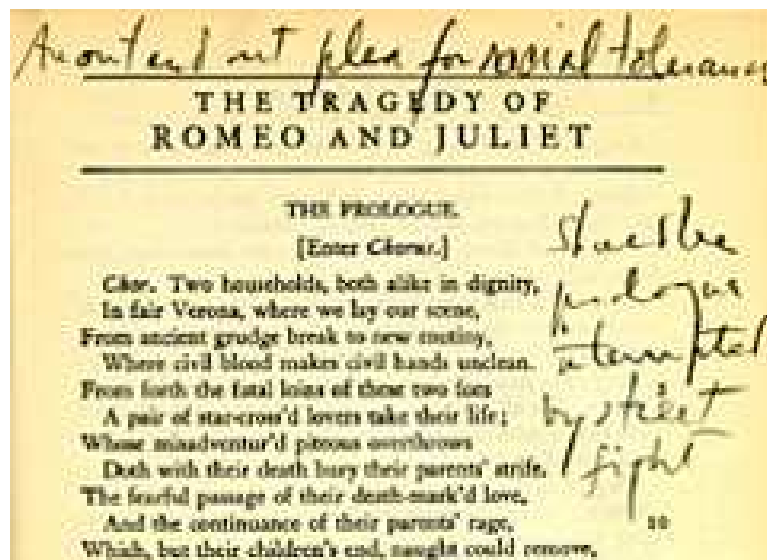 An out and out plea for racial tolerance
THE TRAGEDY OF
ROMEO AND JULIET
THE PROLOGUE.
[Enter Chorus.]
Chor. Two households, both alike in dignity,
In fair Verona, where we lay our scene,
From ancient grudge break to new mutiny,
Where civil blood makes civil hands unclean.
From forth the fatal loins of these two foes
A pair of star-cross'd lovers take their life;
Whose misadventur'd piteous overthrows
Doth with their death bury their parents' strife.
The fearful passage of their death-mark'd love,
And the continuance of their parents' rage,
10
Which, but their children's end, naught could remove,
prologue
interrupted
by street
fight